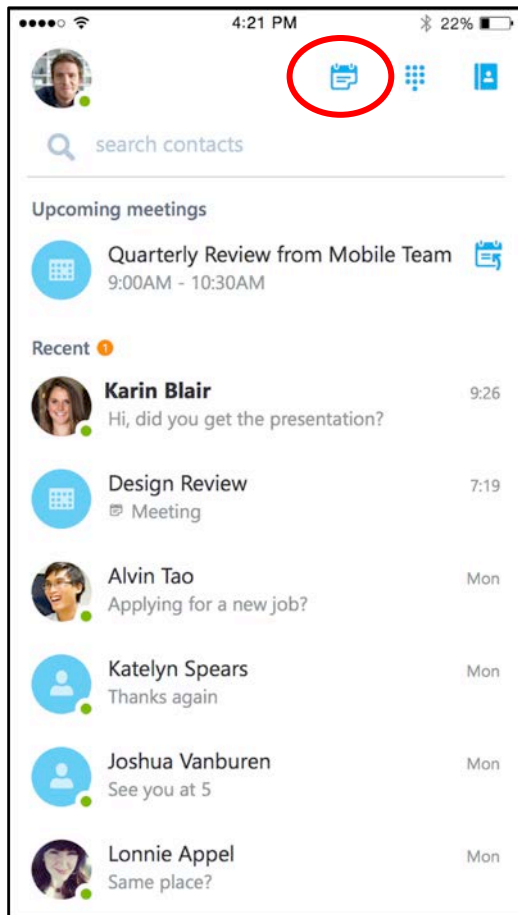 4:21 PM 22%
search contacts
Upcoming meetings
Quarterly Review from Mobile Team
9:00AM - 10:30AM
Recent 1
Karin Blair 9:26
Hi, did you get the presentation?
Design Review 7:19
Meeting
Alvin Tao Mon
Applying for a new job?
Katelyn Spears Mon
Thanks again
Joshua Vanburen Mon
See you at 5
Lonnie Appel Mon
Same place?